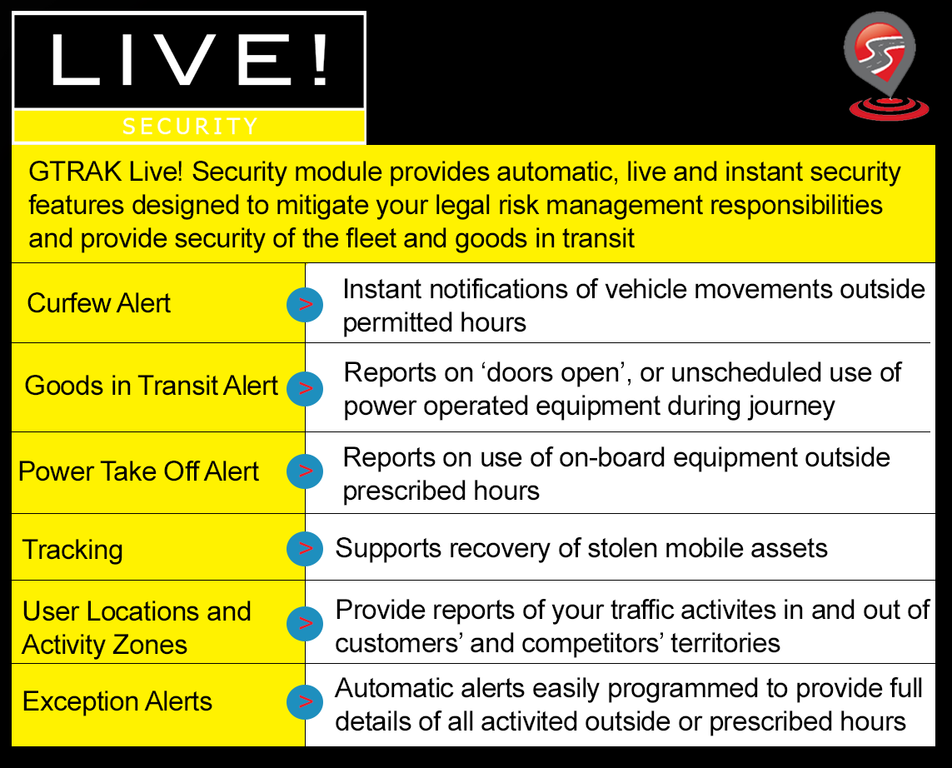 LIVE!
SECURITY
GTRAK Live! Security module provides automatic, live and instant security
features designed to mitigate your legal risk management responsibilities
and provide security of the fleet and goods in transit
Curfew Alert
>
Instant notifications of vehicle movements outside
permitted hours
Goods in Transit Alert
>
Reports on ‘doors open’, or unscheduled use of
power operated equipment during journey
Power Take Off Alert
>
Reports on use of on-board equipment outside
prescribed hours
Tracking
>
Supports recovery of stolen mobile assets
User Locations and
Activity Zones
>
Provide reports of your traffic activites in and out of
customers’ and competitors’ territories
Exception Alerts
>
Automatic alerts easily programmed to provide full
details of all activited outside or prescribed hours